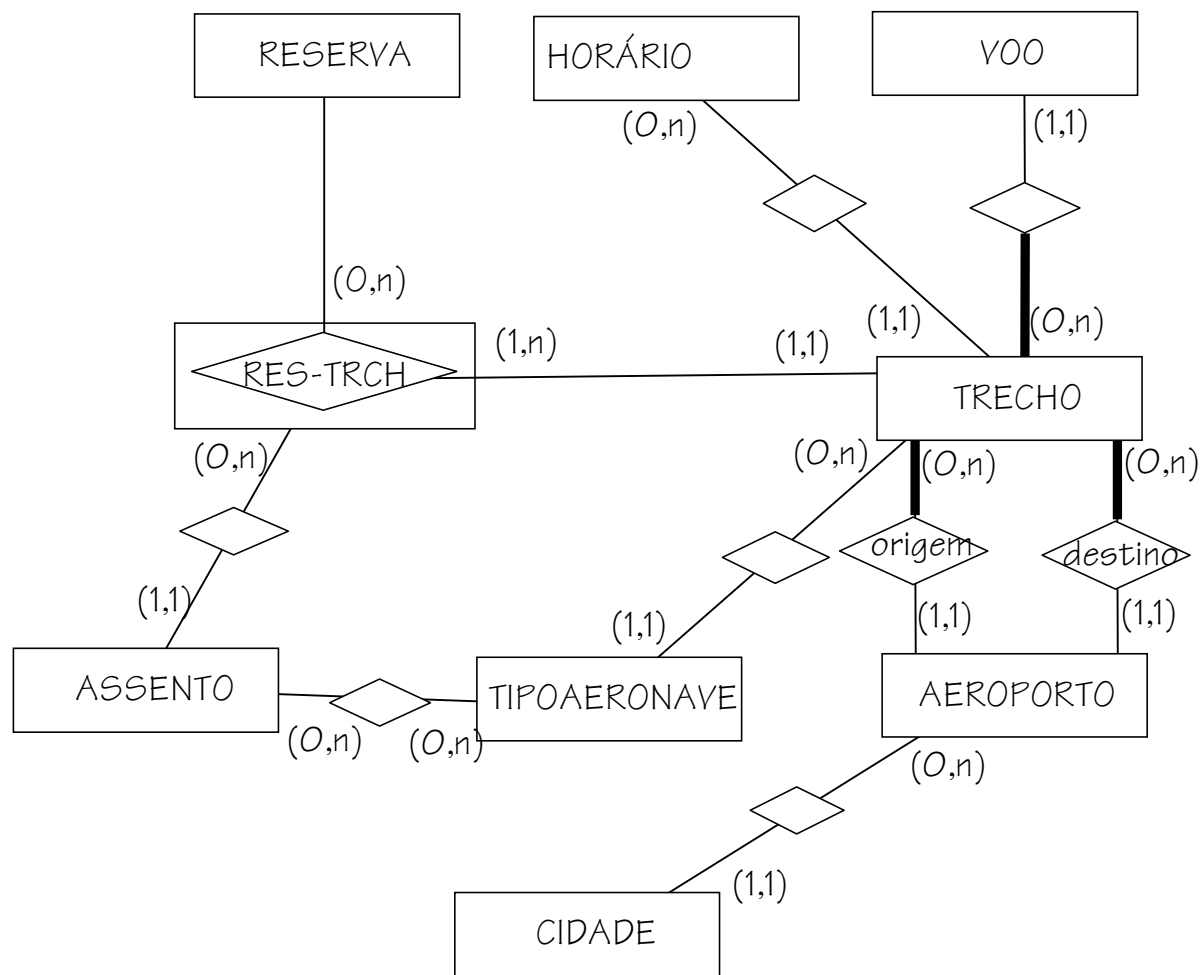 RESERVA
HORÁRIO
VOO
(0,n)
(1,1)
(0,n)
(1,1)
(0,n)
(1,n)
(1,1)
RES-TRCH
TRECHO
(0,n)
(0,n)
(0,n)
(0,n)
origem
destino
(1,1)
(1,1)
(1,1)
(1,1)
ASSENTO
TIPOAERONAVE
AEROPORTO
(0,n)
(0,n)
(0,n)
(1,1)
CIDADE